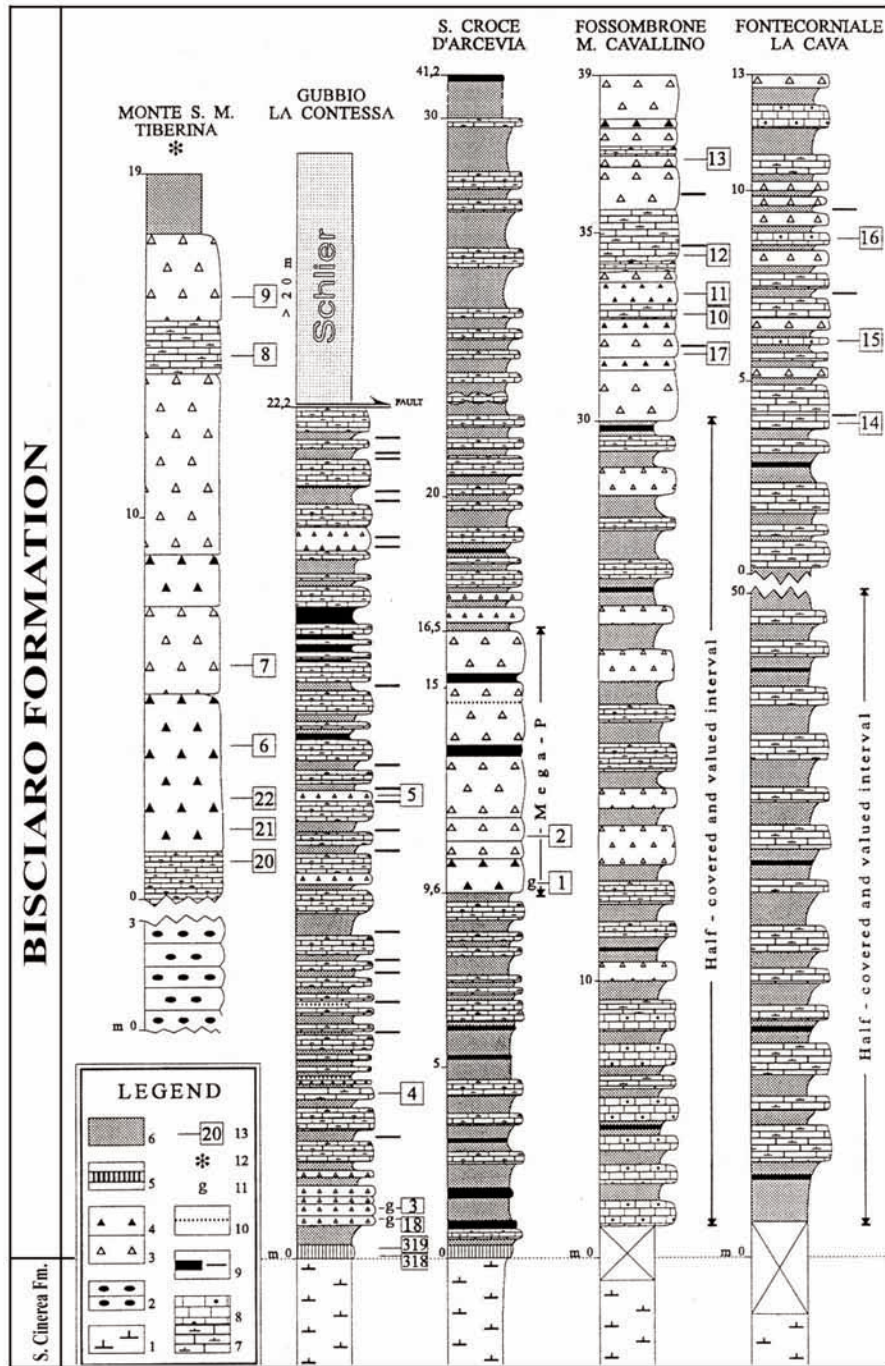 BISCIARO FORMATION
S. Cinerea Fm.
MONTE S. M.
TIBERINA
*
19
10
0
3
m 0
9
8
7
6
22
21
20
GUBBIO
LA CONTESSA
> 20 m
Schlier
22,2
FAULT
5
4
g 3
g 18
319
318
m 0
S. CROCE
D'ARCEVIA
41,2
30
20
16,5
15
9,6
5
0
Mega-P
2
g 1
FOSSOMBRONE
M. CAVALLINO
39
35
30
10
m 0
13
12
11
10
17
Half - covered and valued interval
FONTECORNIALE
LA CAVA
13
10
5
0
50
m 0
16
15
14
Half - covered and valued interval
LEGEND
6
5
4
3
2
1
20 13
* 12
g 11
10
9
8
7